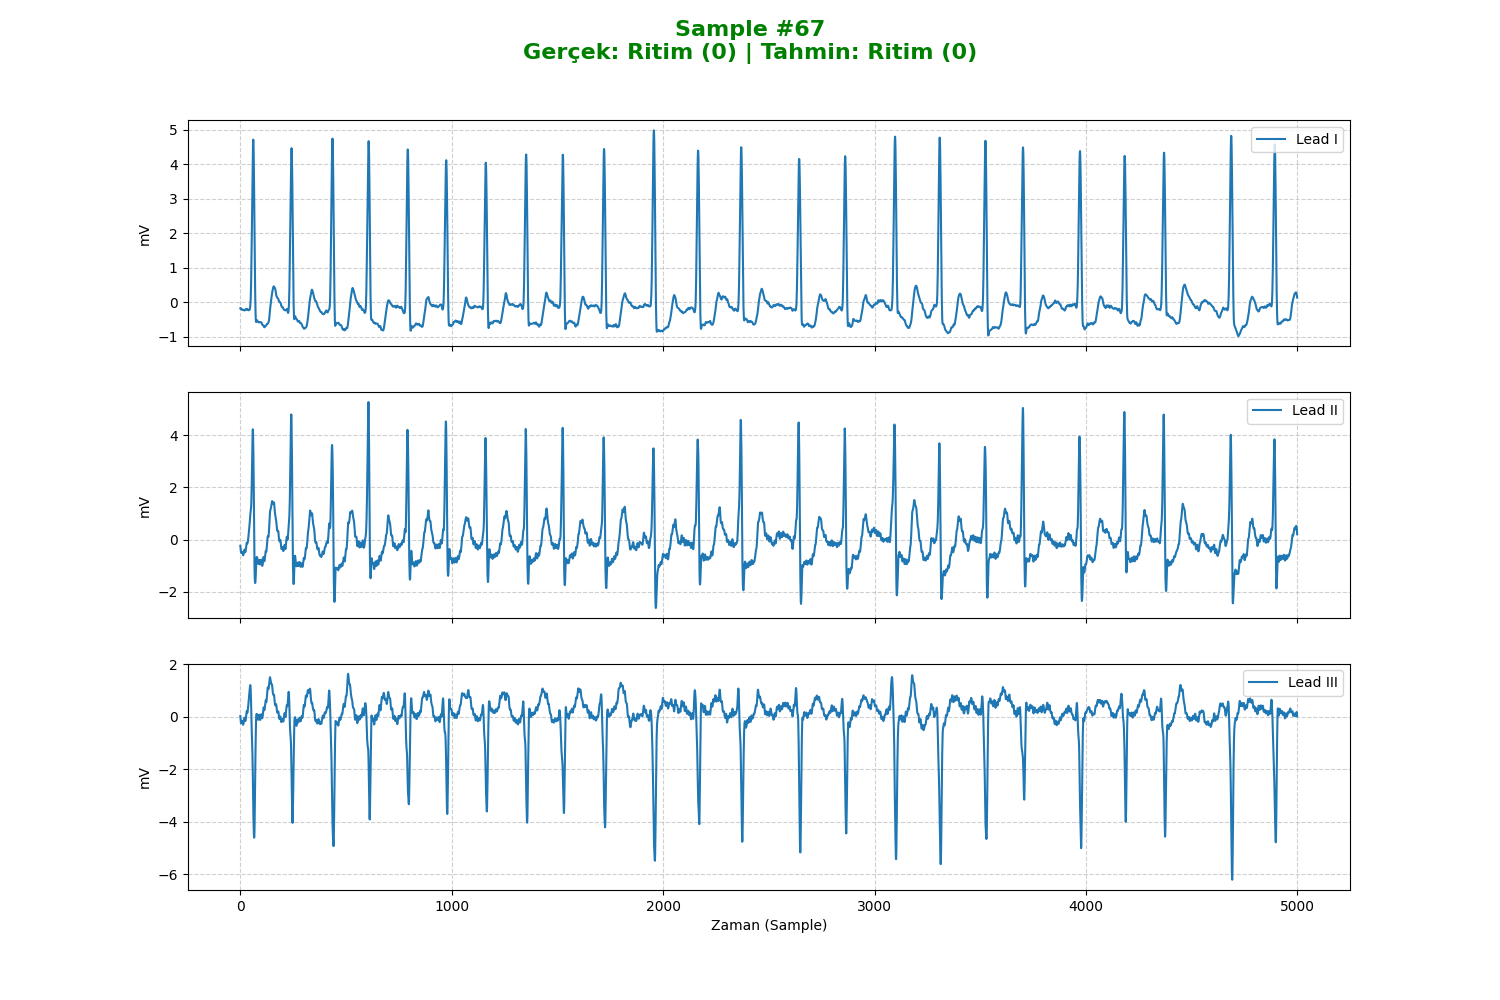 Sample #67
Gerçek: Ritim (0) | Tahmin: Ritim (0)
5
4
3
2
1
0
−1
mV
Lead I
4
2
0
−2
mV
Lead II
2
0
−2
−4
−6
mV
Lead III
0 1000 2000 3000 4000 5000
Zaman (Sample)